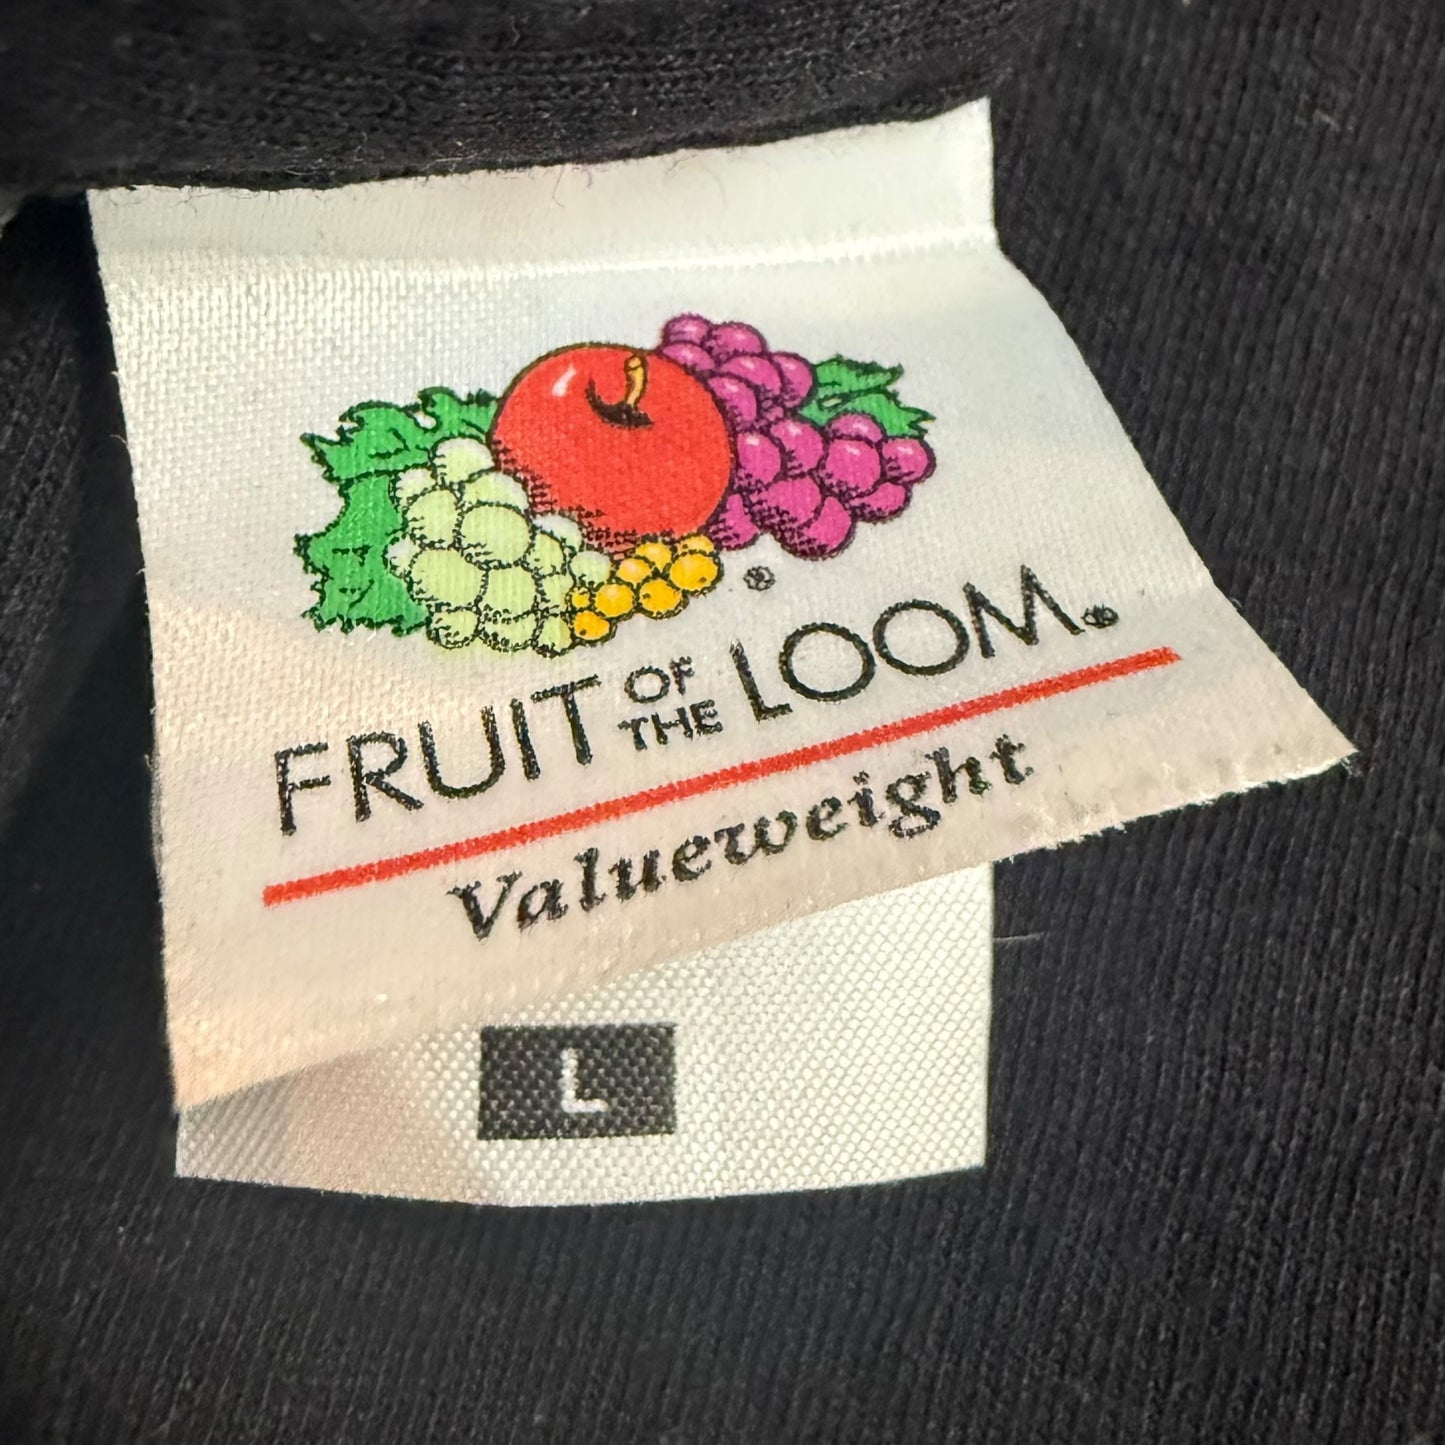 ®
FRUIT OF THE LOOM®
Valueweight
L